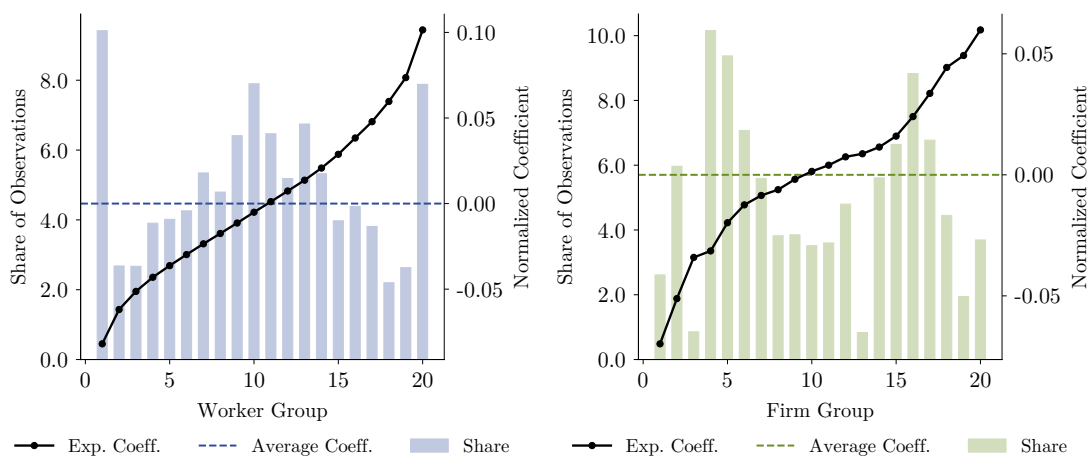 Share of Observations
8.0
6.0
4.0
2.0
0.0
0.10
0.05
0.00
-0.05
Normalized Coefficient
0 5 10 15 20
Worker Group
Exp. Coeff. Average Coeff. Share
Share of Observations
10.0
8.0
6.0
4.0
2.0
0.0
0.05
0.00
-0.05
Normalized Coefficient
0 5 10 15 20
Firm Group
Exp. Coeff. Average Coeff. Share